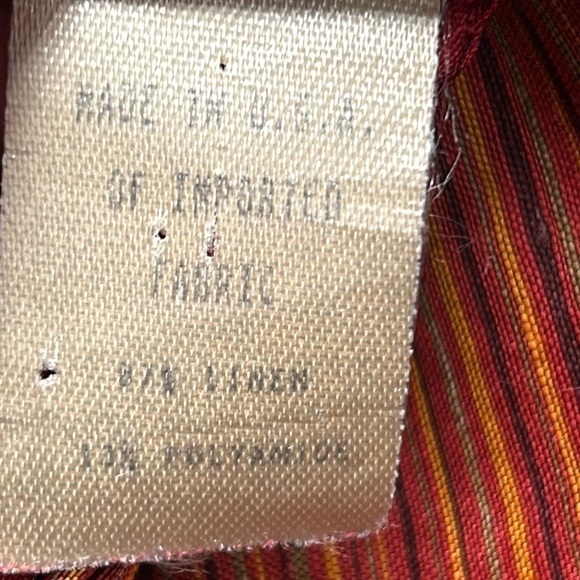 MADE IN U.S.A.
OF IMPORTED
FABRIC
87% LINEN
13% POLYAMIDE